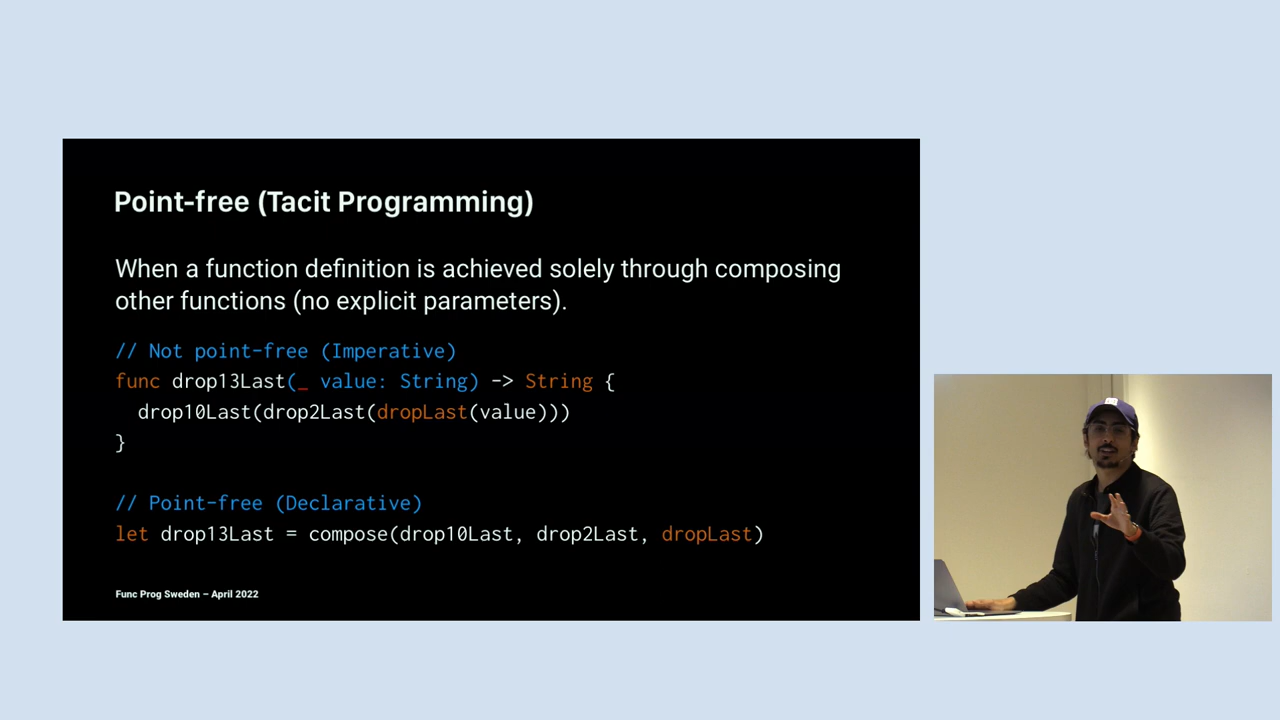 Point-free (Tacit Programming)
When a function definition is achieved solely through composing
other functions (no explicit parameters).
// Not point-free (Imperative)
func drop13Last(_ value: String) -> String {
  drop10Last(drop2Last(dropLast(value)))
}
// Point-free (Declarative)
let drop13Last = compose(drop10Last, drop2Last, dropLast)
Func Prog Sweden – April 2022